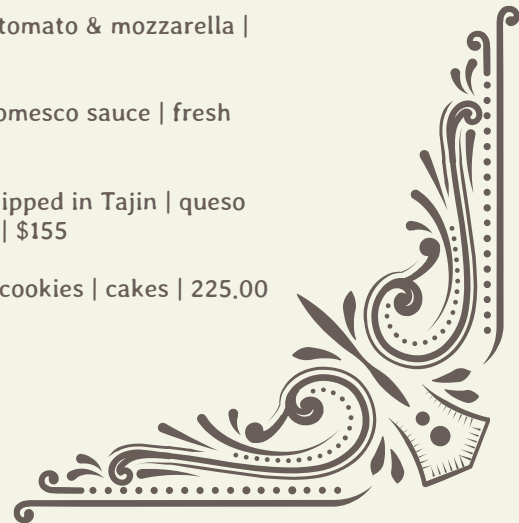 tomato & mozzarella |
omesco sauce | fresh
ipped in Tajin | queso
| $155
cookies | cakes | 225.00